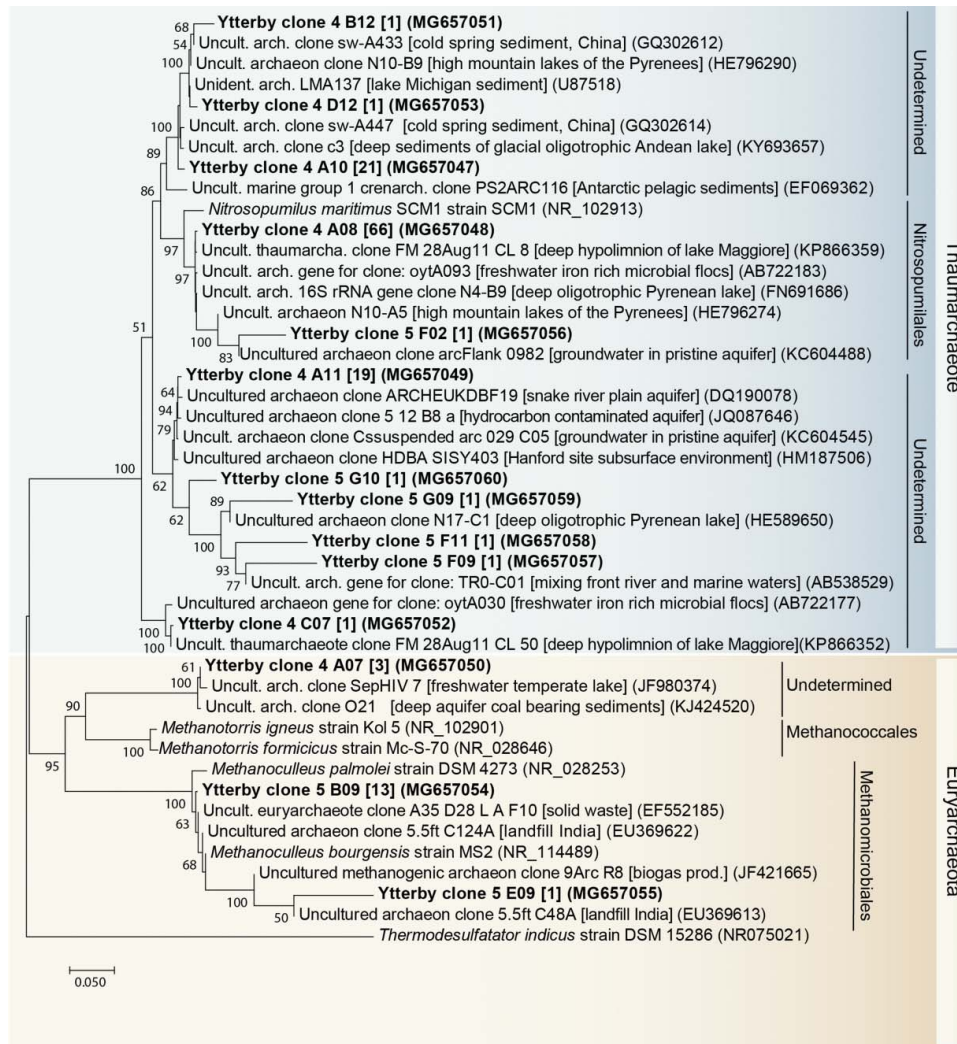 Ytterby clone 4 B12 [1] (MG657051)
68
54
Uncult. arch. clone sw-A433 [cold spring sediment, China] (GQ302612)
100
Uncult. archaeon clone N10-B9 [high mountain lakes of the Pyrenees] (HE796290)
Unident. arch. LMA137 [lake Michigan sediment] (U87518)
Ytterby clone 4 D12 [1] (MG657053)
100
Uncult. arch. clone sw-A447 [cold spring sediment, China] (GQ302614)
89
Uncult. arch. clone c3 [deep sediments of glacial oligotrophic Andean lake] (KY693657)
Ytterby clone 4 A10 [21] (MG657047)
86
Uncult. marine group 1 crenarch. clone PS2ARC116 [Antarctic pelagic sediments] (EF069362)
Undetermined
Nitrosopumilus maritimus SCM1 strain SCM1 (NR_102913)
Ytterby clone 4 A08 [66] (MG657048)
97
Uncult. thaumarcha. clone FM 28Aug11 CL 8 [deep hypolimnion of lake Maggiore] (KP866359)
97
Uncult. arch. gene for clone: oytA093 [freshwater iron rich microbial flocs] (AB722183)
Uncult. arch. 16S rRNA gene clone N4-B9 [deep oligotrophic Pyrenean lake] (FN691686)
Uncult. archaeon N10-A5 [high mountain lakes of the Pyrenees] (HE796274)
51
100
Ytterby clone 5 F02 [1] (MG657056)
83
Uncultured archaeon clone arcFlank 0982 [groundwater in pristine aquifer] (KC604488)
Nitrosopumilales
Ytterby clone 4 A11 [19] (MG657049)
64
Uncultured archaeon clone ARCHEUKDBF19 [snake river plain aquifer] (DQ190078)
94
Uncultured archaeon clone 5 12 B8 a [hydrocarbon contaminated aquifer] (JQ087646)
79
Uncult. archaeon clone Cssuspended arc 029 C05 [groundwater in pristine aquifer] (KC604545)
Uncultured archaeon clone HDBA SISY403 [Hanford site subsurface environment] (HM187506)
100
62
Ytterby clone 5 G10 [1] (MG657060)
89
Ytterby clone 5 G09 [1] (MG657059)
62
Uncultured archaeon clone N17-C1 [deep oligotrophic Pyrenean lake] (HE589650)
100
Ytterby clone 5 F11 [1] (MG657058)
93
Ytterby clone 5 F09 [1] (MG657057)
77
Uncult. arch. gene for clone: TR0-C01 [mixing front river and marine waters] (AB538529)
Uncultured archaeon gene for clone: oytA030 [freshwater iron rich microbial flocs] (AB722177)
100
Ytterby clone 4 C07 [1] (MG657052)
100
Uncult. thaumarchaeote clone FM 28Aug11 CL 50 [deep hypolimnion of lake Maggiore](KP866352)
Undetermined
Thaumarchaeote
61
Ytterby clone 4 A07 [3] (MG657050)
100
Uncult. arch. clone SepHIV 7 [freshwater temperate lake] (JF980374)
Uncult. arch. clone O21 [deep aquifer coal bearing sediments] (KJ424520)
Undetermined
90
Methanotorris igneus strain Kol 5 (NR_102901)
100
Methanotorris formicicus strain Mc-S-70 (NR_028646)
Methanococcales
95
Methanoculleus palmolei strain DSM 4273 (NR_028253)
Ytterby clone 5 B09 [13] (MG657054)
100
Uncult. euryarchaeote clone A35 D28 L A F10 [solid waste] (EF552185)
63
Uncultured archaeon clone 5.5ft C124A [landfill India] (EU369622)
Methanoculleus bourgensis strain MS2 (NR_114489)
68
Uncultured methanogenic archaeon clone 9Arc R8 [biogas prod.] (JF421665)
100
Ytterby clone 5 E09 [1] (MG657055)
50
Uncultured archaeon clone 5.5ft C48A [landfill India] (EU369613)
Methanomicrobiales
Euryarchaeota
Thermodesulfatator indicus strain DSM 15286 (NR075021)
0.050